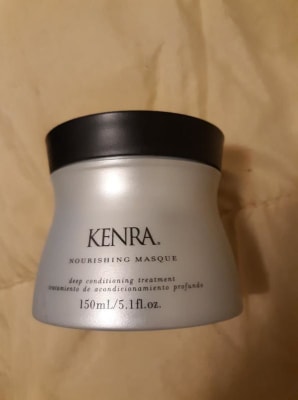 KENRA.
NOURISHING MASQUE
deep conditioning treatment
tratamiento de acondicionamiento profundo
150mL/5.1fl.oz.